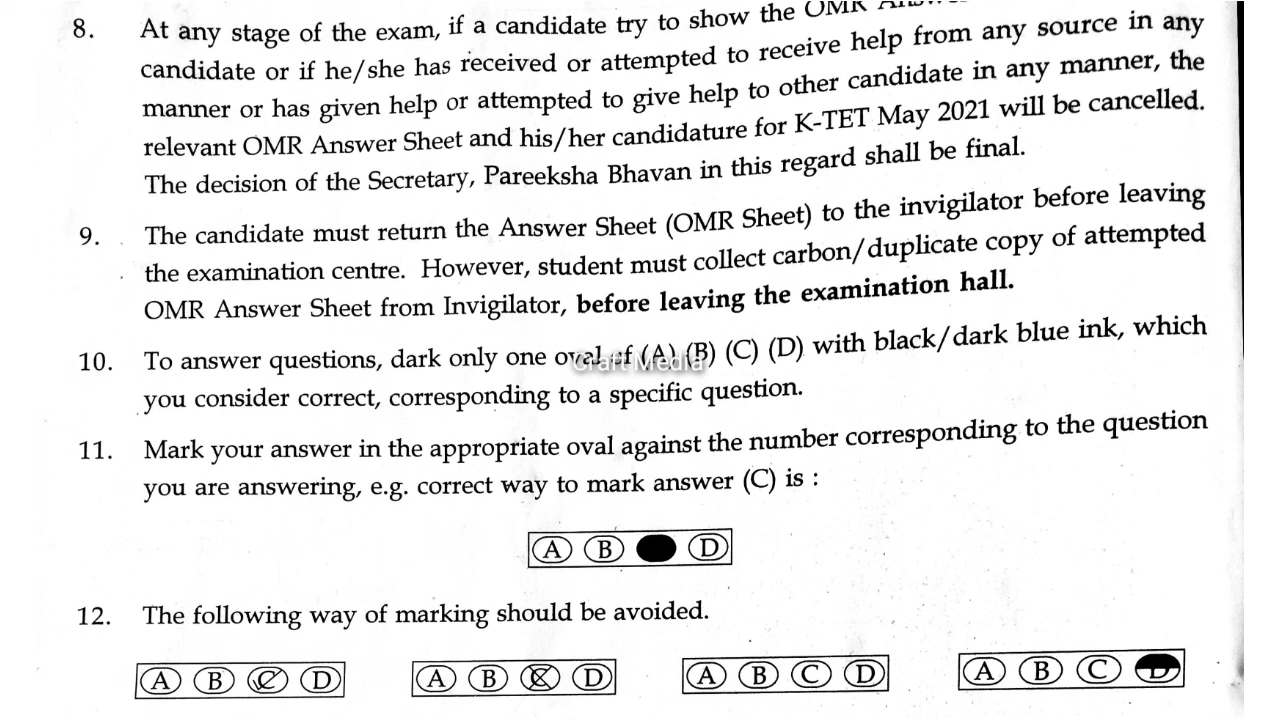 8. At any stage of the exam, if a candidate try to show the OMR
candidate or if he/she has received or attempted to receive help from any source in any
manner or has given help or attempted to give help to other candidate in any manner, the
relevant OMR Answer Sheet and his/her candidature for K-TET May 2021 will be cancelled.
The decision of the Secretary, Pareeksha Bhavan in this regard shall be final.
9. The candidate must return the Answer Sheet (OMR Sheet) to the invigilator before leaving
the examination centre. However, student must collect carbon/duplicate copy of attempted
OMR Answer Sheet from Invigilator, before leaving the examination hall.
10. To answer questions, dark only one oval of (A) (B) (C) (D) with black/dark blue ink, which
Craft Media
you consider correct, corresponding to a specific question.
11. Mark your answer in the appropriate oval against the number corresponding to the question
you are answering, e.g. correct way to mark answer (C) is :
A B D
12. The following way of marking should be avoided.
A B C D A B C D A B C D A B C D